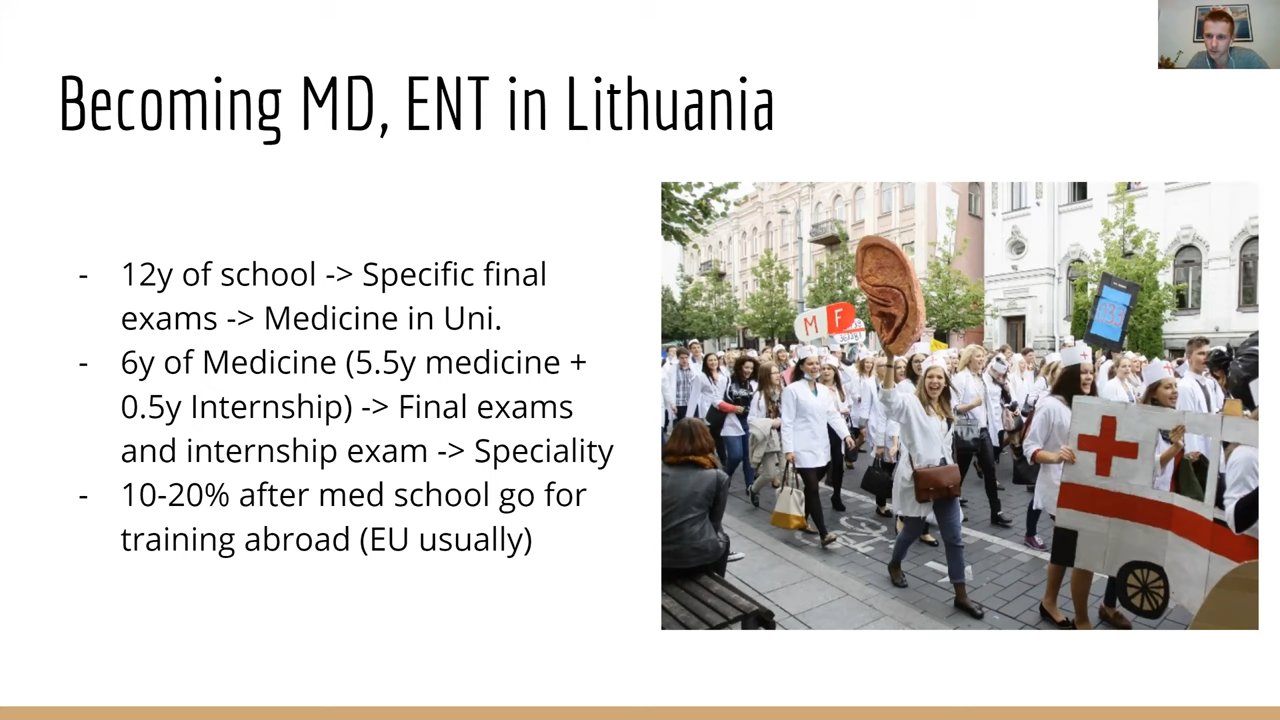 Becoming MD, ENT in Lithuania
- 12y of school -> Specific final
exams -> Medicine in Uni.
- 6y of Medicine (5.5y medicine +
0.5y Internship) -> Final exams
and internship exam -> Speciality
- 10-20% after med school go for
training abroad (EU usually)
M F